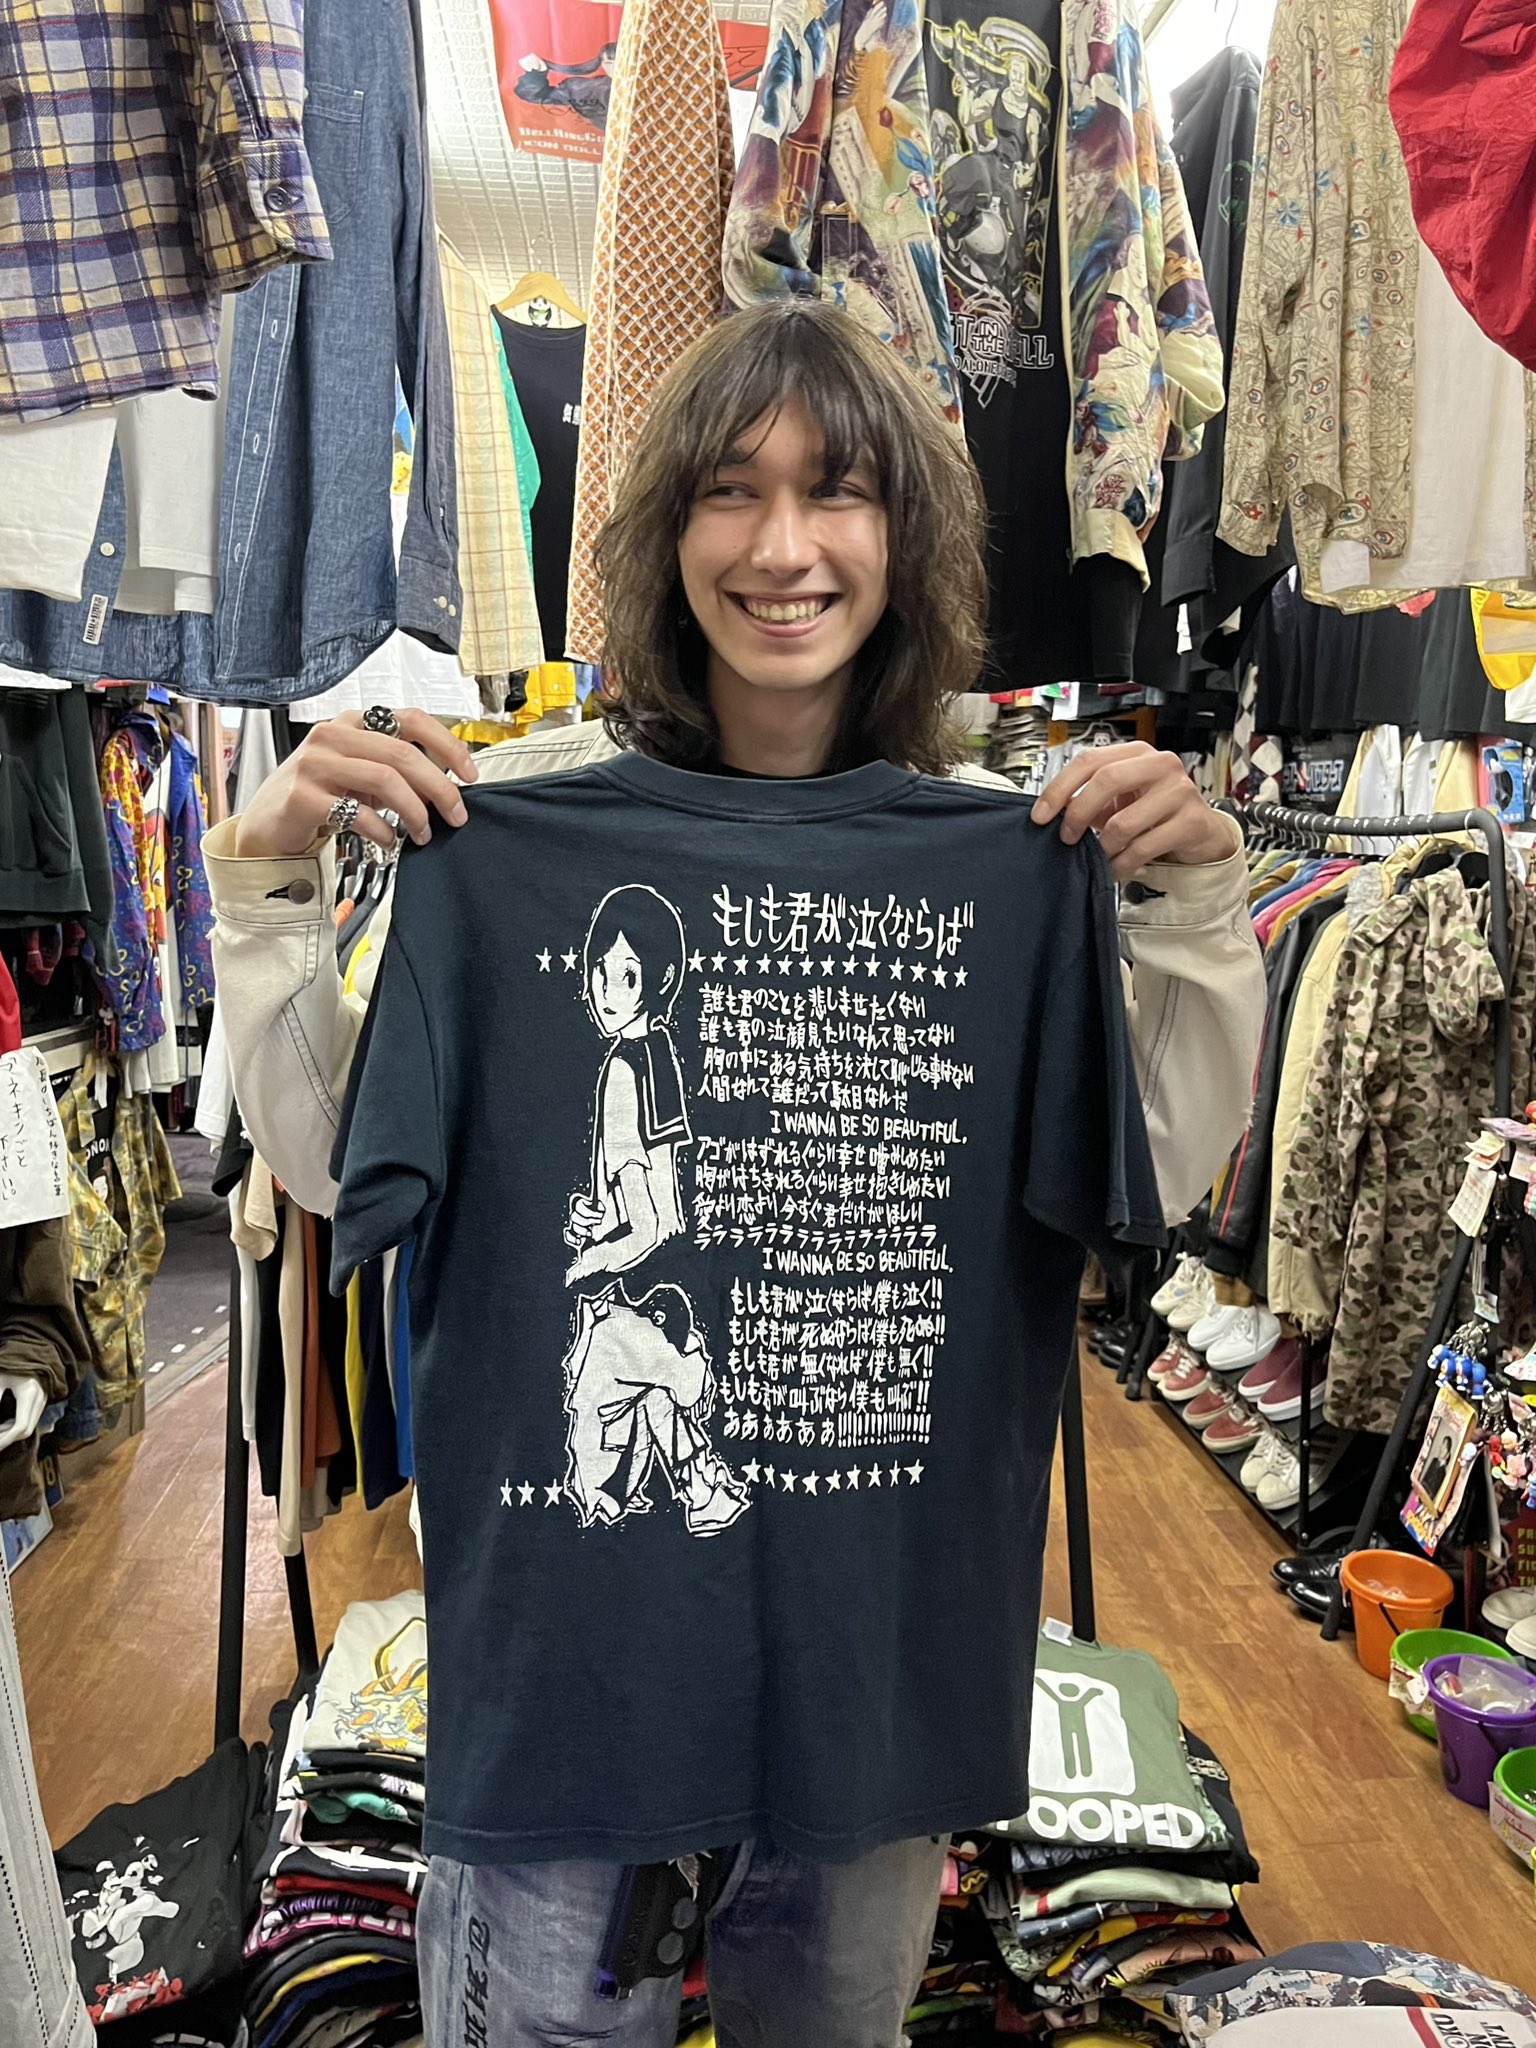 HELLRISECI
ICON DOLL
IN
THE
もしも君が泣くならば
誰も君のことを悲しませたくない
誰も君の泣顔見たいなんて思ってない
胸の中にある気持ちを決して恥じる事はない
人間なんて誰だって駄目なんだ
I WANNA BE SO BEAUTIFUL.
アゴがはずれるぐらい幸せ噛みしめたい
胸がはちきれるぐらい幸せ抱きしめたい
愛より恋より今すぐ君だけがほしい
ララララララララララララララ
I WANNA BE SO BEAUTIFUL.
もしも君が泣くならば僕も泣く!!
もしも君が死ぬならば僕も死ぬ!!
もしも君が無くなれば僕も無く!!
もしも君が叫ぶなら僕も叫ぶ!!
ああぁあああ!!!!!!!!!!!!!!
OOPED